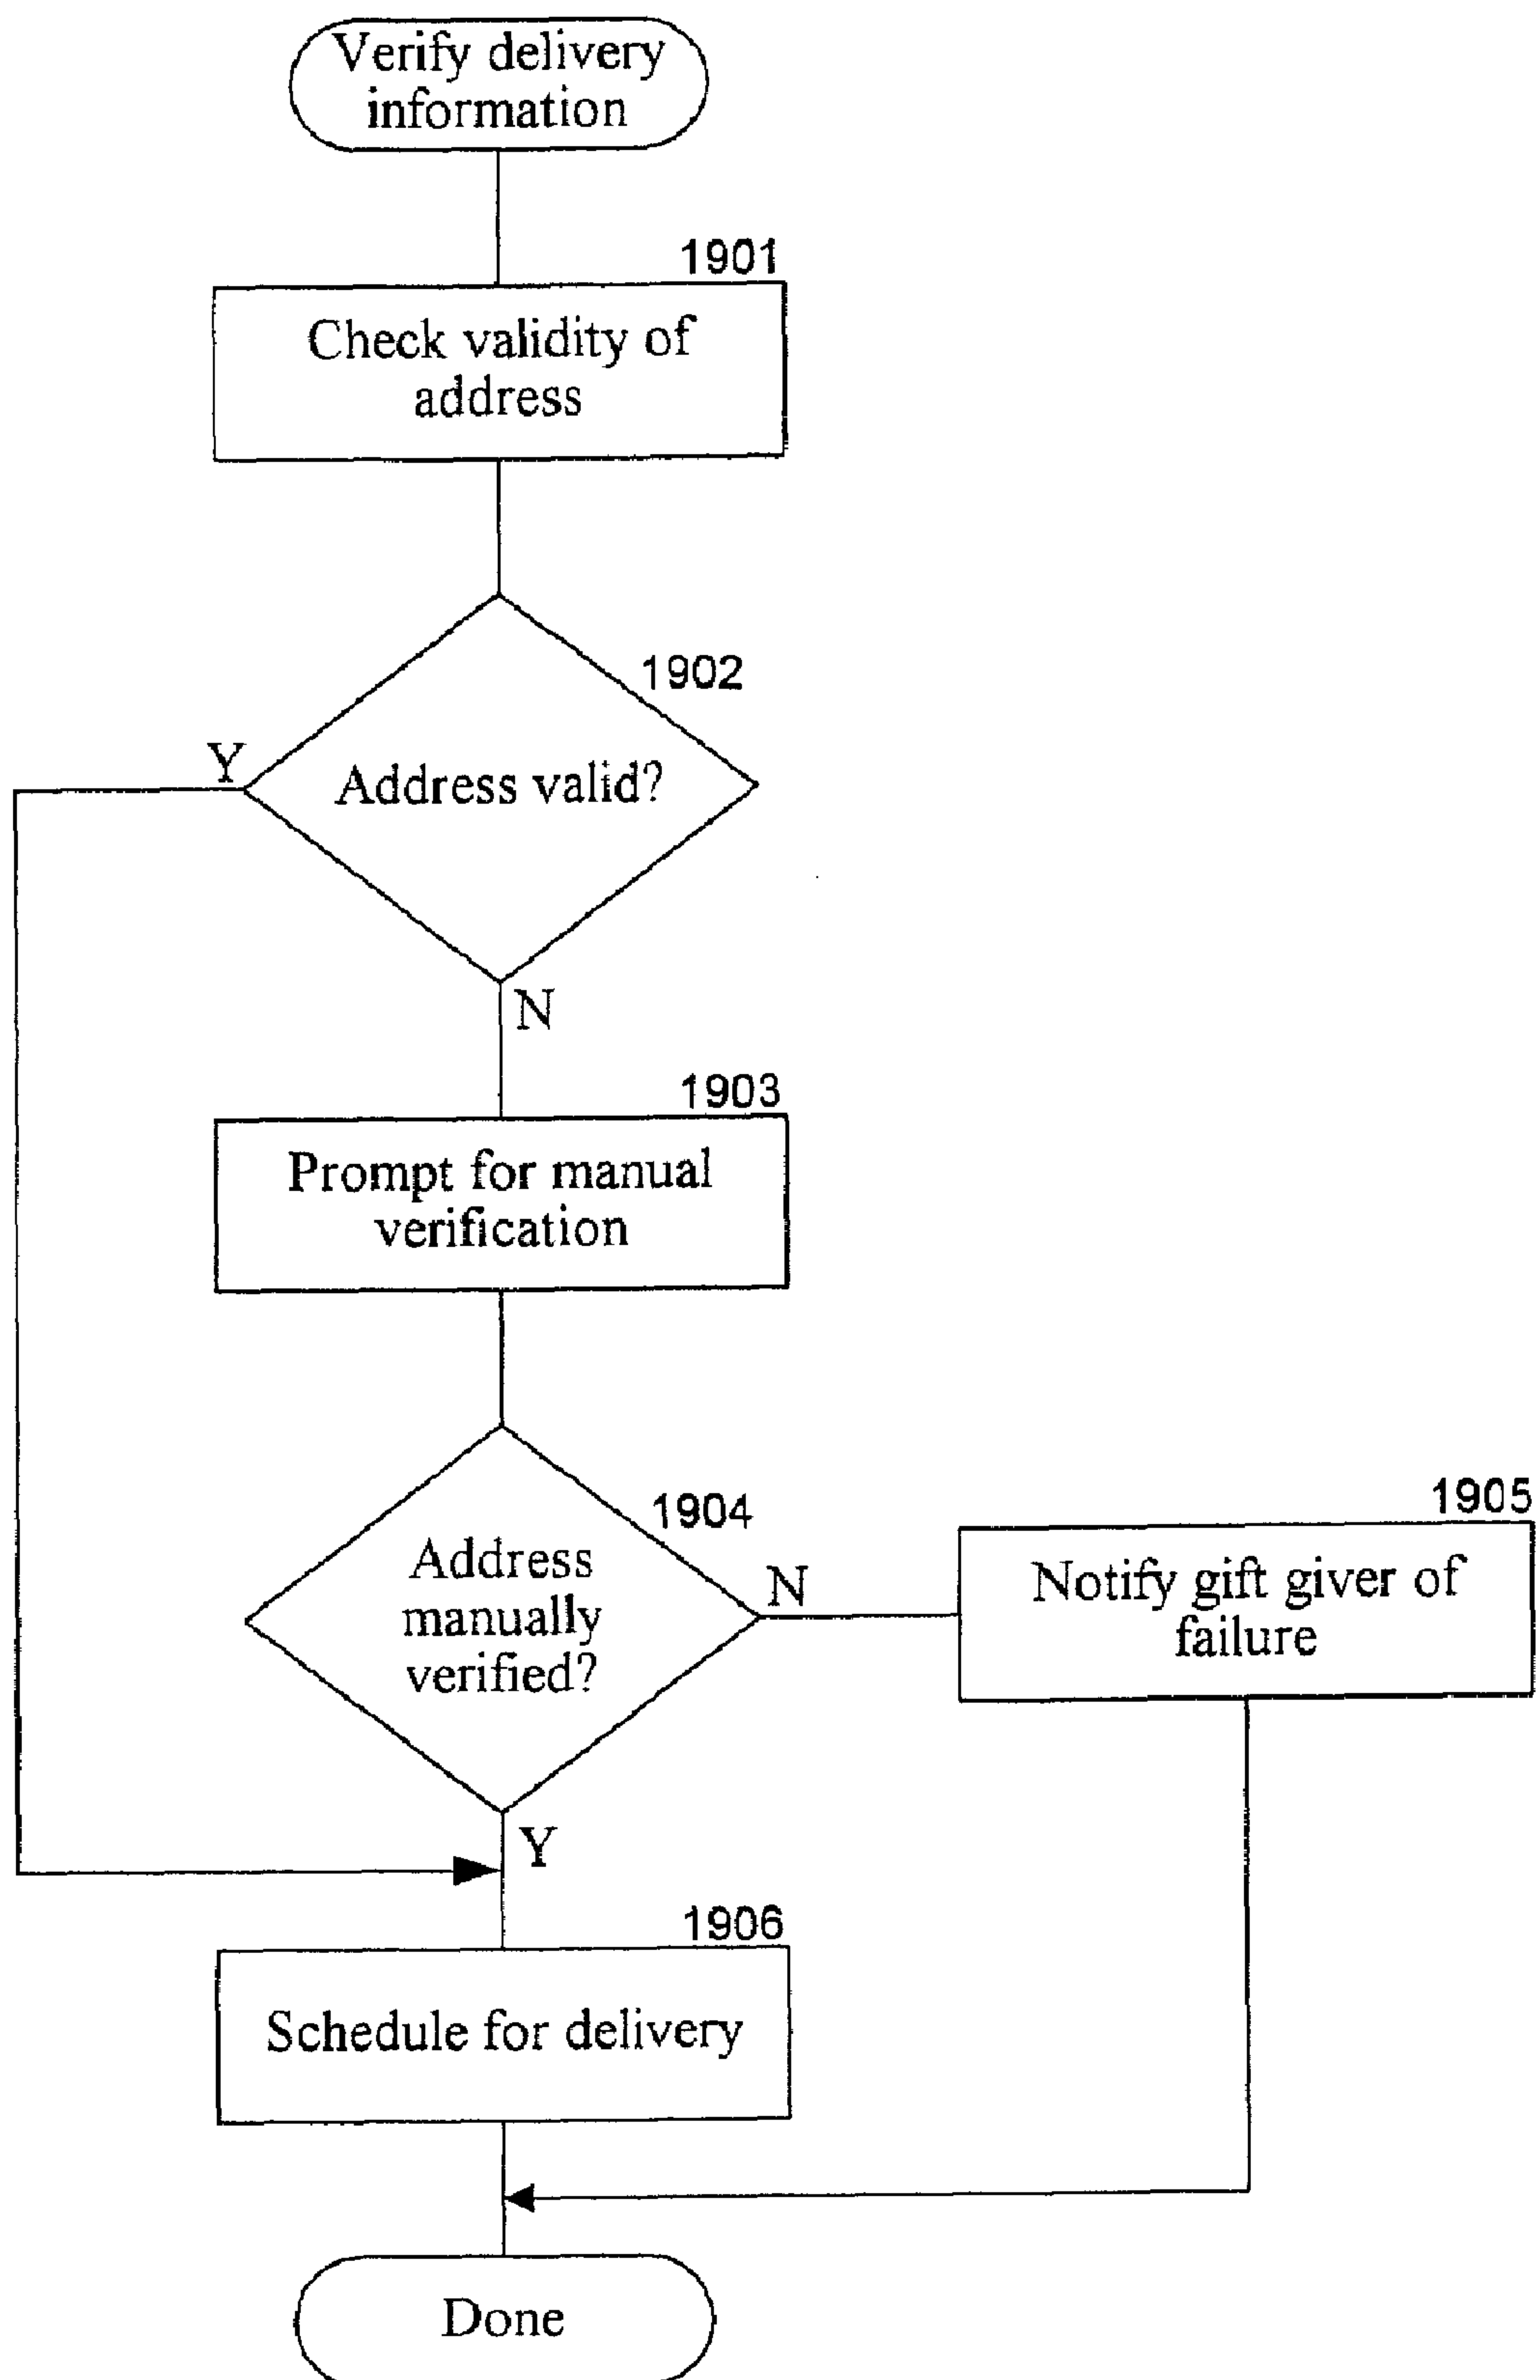 Verify delivery
information
1901
Check validity of
address
1902
Y
Address valid?
N
1903
Prompt for manual
verification
1904
Address
manually
verified?
N
1905
Notify gift giver of
failure
Y
1906
Schedule for delivery
Done